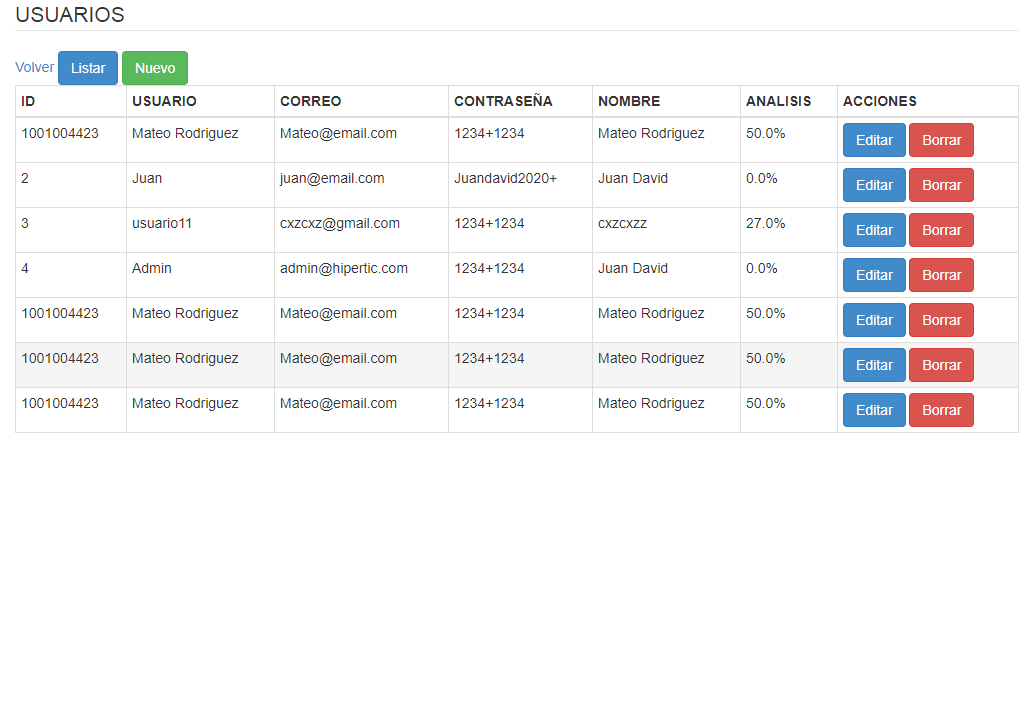 USUARIOS
Volver Listar Nuevo
ID USUARIO CORREO CONTRASEÑA NOMBRE ANALISIS ACCIONES
1001004423 Mateo Rodriguez Mateo@email.com 1234+1234 Mateo Rodriguez 50.0% Editar Borrar
2 Juan juan@email.com Juandavid2020+ Juan David 0.0% Editar Borrar
3 usuario11 cxzcxz@gmail.com 1234+1234 cxzcxzz 27.0% Editar Borrar
4 Admin admin@hipertic.com 1234+1234 Juan David 0.0% Editar Borrar
1001004423 Mateo Rodriguez Mateo@email.com 1234+1234 Mateo Rodriguez 50.0% Editar Borrar
1001004423 Mateo Rodriguez Mateo@email.com 1234+1234 Mateo Rodriguez 50.0% Editar Borrar
1001004423 Mateo Rodriguez Mateo@email.com 1234+1234 Mateo Rodriguez 50.0% Editar Borrar